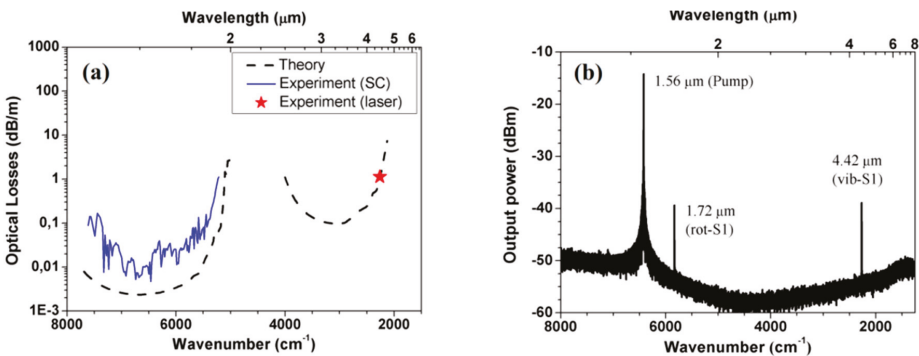 Wavelength (μm)
2 3 4 5 6
1000
100
10
1
0,1
0,01
1E-3
Optical Losses (dB/m)
(a)
Theory
Experiment (SC)
Experiment (laser)
8000 6000 4000 2000
Wavenumber (cm⁻¹)
Wavelength (μm)
2 4 6 8
-10
-20
-30
-40
-50
-60
Output power (dBm)
(b)
1.56 μm (Pump)
4.42 μm
(vib-S1)
1.72 μm
(rot-S1)
8000 6000 4000 2000
Wavenumber (cm⁻¹)